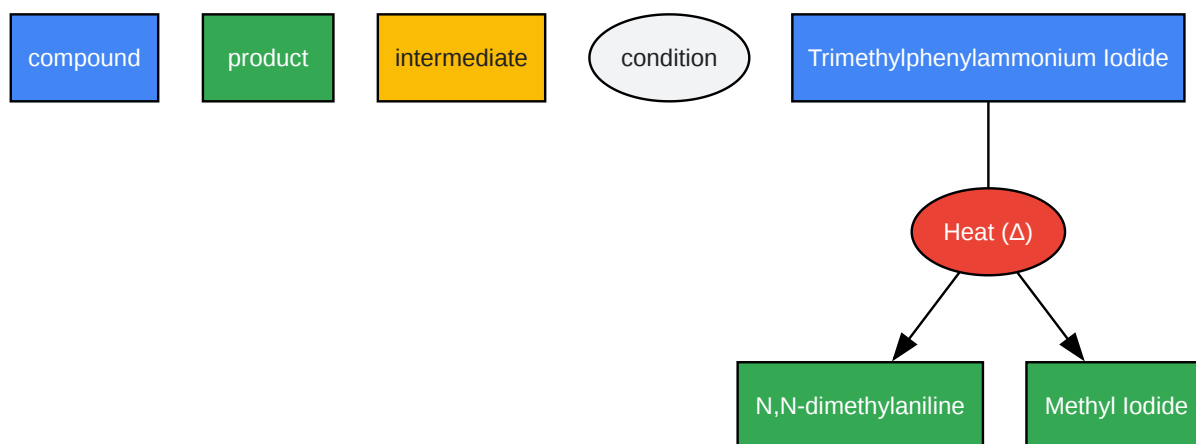 compound
product
intermediate
condition
Trimethylphenylammonium Iodide
Heat (Δ)
N,N-dimethylaniline
Methyl Iodide